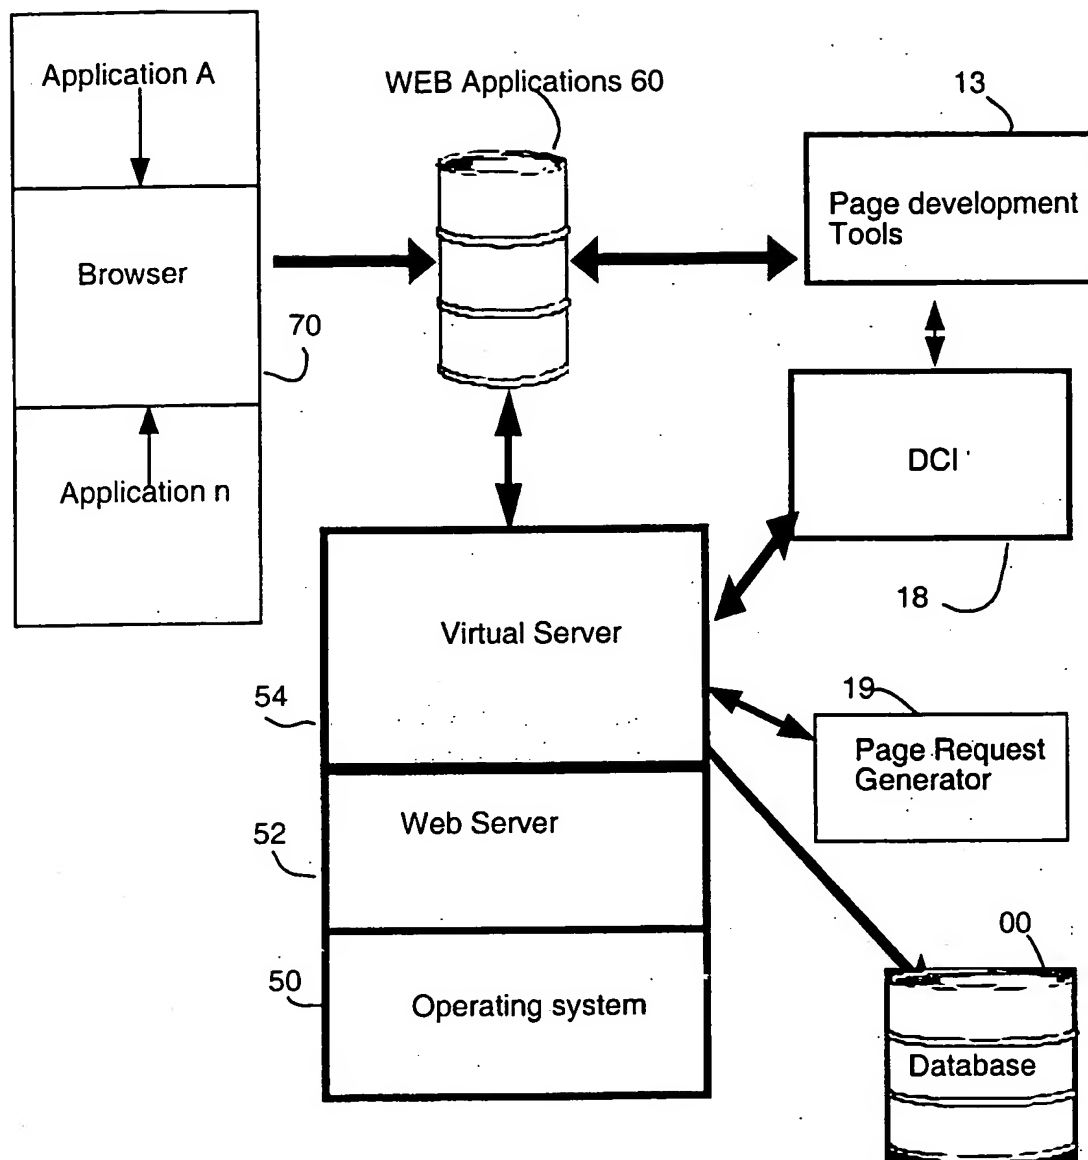 Application A
WEB Applications 60
13
Page development
Tools
Browser
70
DCI
Application n
18
Virtual Server
54
19
Page Request
Generator
Web Server
52
00
50
Operating system
Database